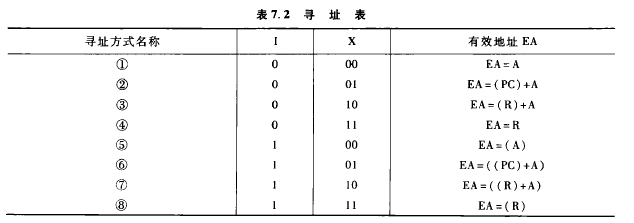 表7.2 寻址表
寻址方式名称 I X 有效地址 EA
① 0 00 EA=A
② 0 01 EA=(PC)+A
③ 0 10 EA=(R)+A
④ 0 11 EA=R
⑤ 1 00 EA=(A)
⑥ 1 01 EA=((PC)+A)
⑦ 1 10 EA=((R)+A)
⑧ 1 11 EA=(R)